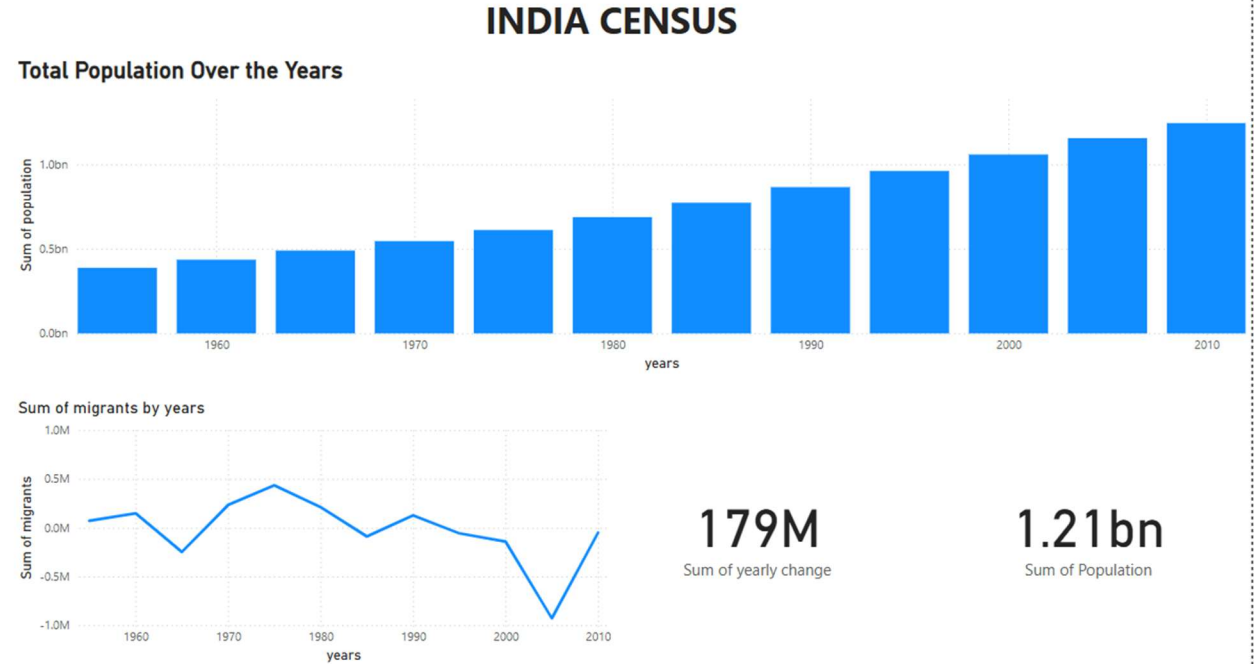 INDIA CENSUS
Total Population Over the Years
Sum of population
1.0bn
0.5bn
0.0bn
1960 1970 1980 1990 2000 2010
years
Sum of migrants by years
Sum of migrants
1.0M
0.5M
0.0M
-0.5M
-1.0M
1960 1970 1980 1990 2000 2010
years
179M
Sum of yearly change
1.21bn
Sum of Population